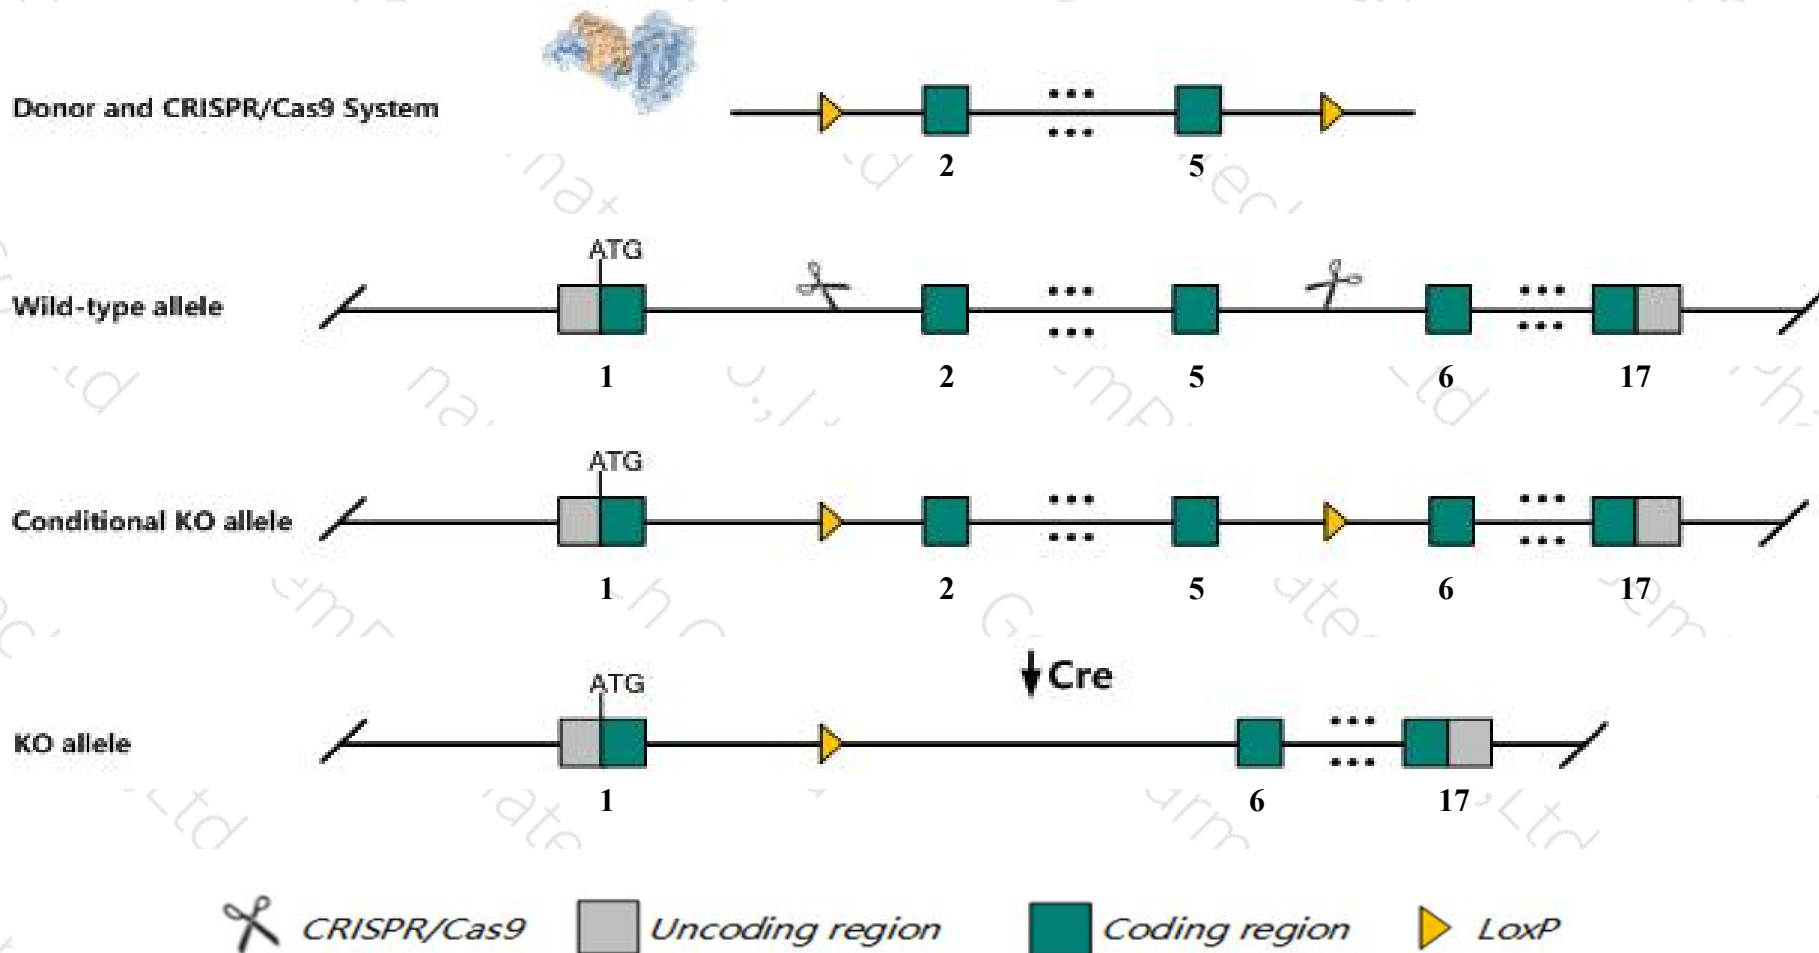 Donor and CRISPR/Cas9 System
2 5
ATG
Wild-type allele
1 2 5 6 17
ATG
Conditional KO allele
1 2 5 6 17
Cre
ATG
KO allele
1 6 17
CRISPR/Cas9 Uncoding region Coding region LoxP